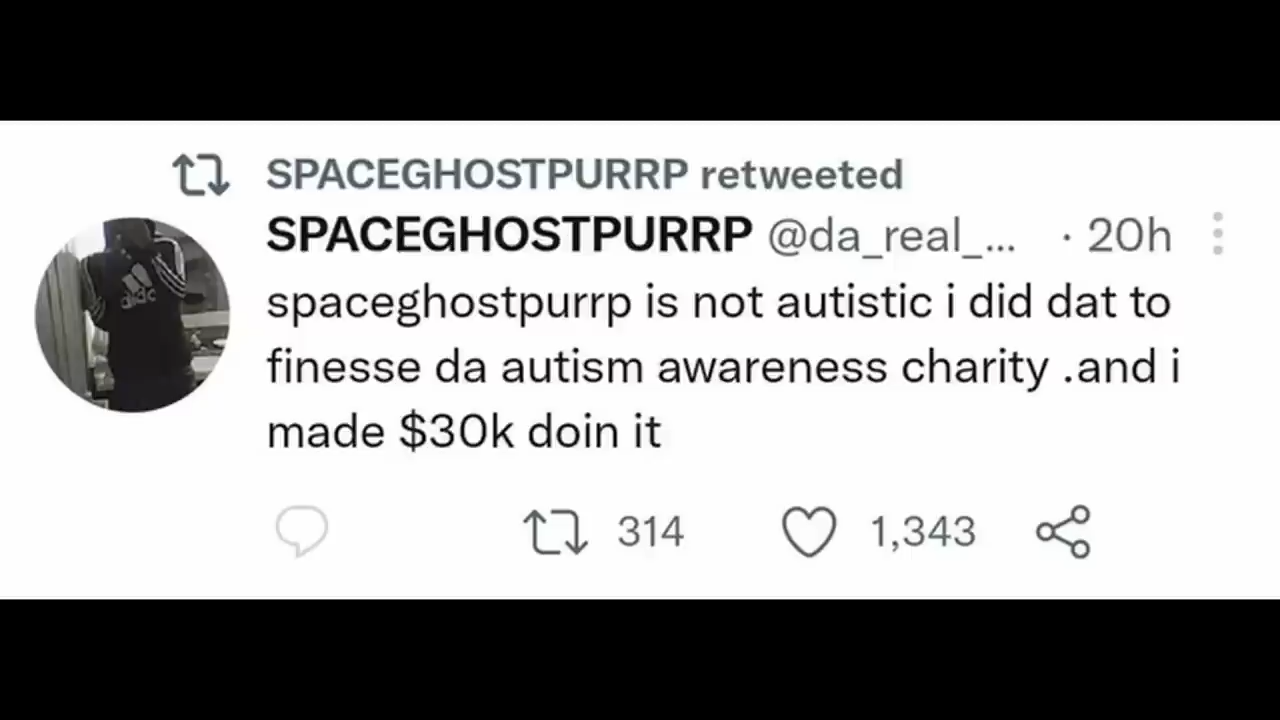 SPACEGHOSTPURRP retweeted
SPACEGHOSTPURRP @da_real_... · 20h
spaceghostpurrp is not autistic i did dat to
finesse da autism awareness charity .and i
made $30k doin it
314 1,343